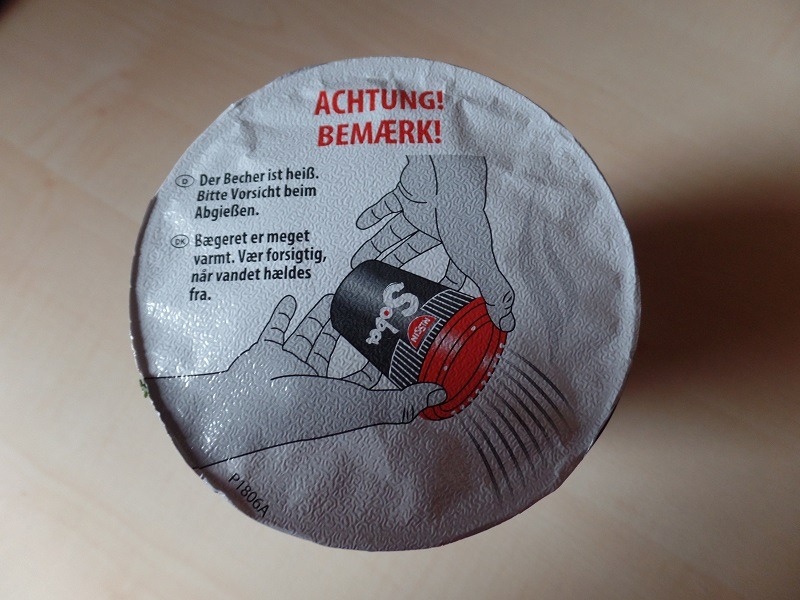 ACHTUNG!
BEMÆRK!
D Der Becher ist heiß.
Bitte Vorsicht beim
Abgießen.
DK Bægeret er meget
varmt. Vær forsigtig,
når vandet hældes
fra.
Soba
NISSIN
P1806A